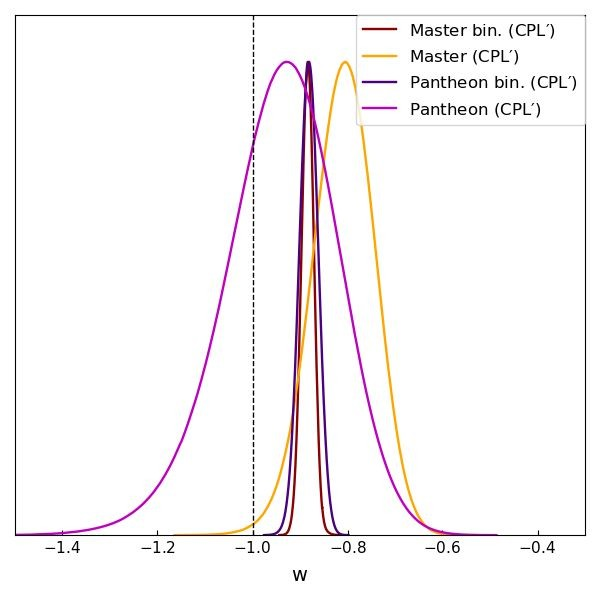 Master bin. (CPL′)
Master (CPL′)
Pantheon bin. (CPL′)
Pantheon (CPL′)
−1.4 −1.2 −1.0 −0.8 −0.6 −0.4
w